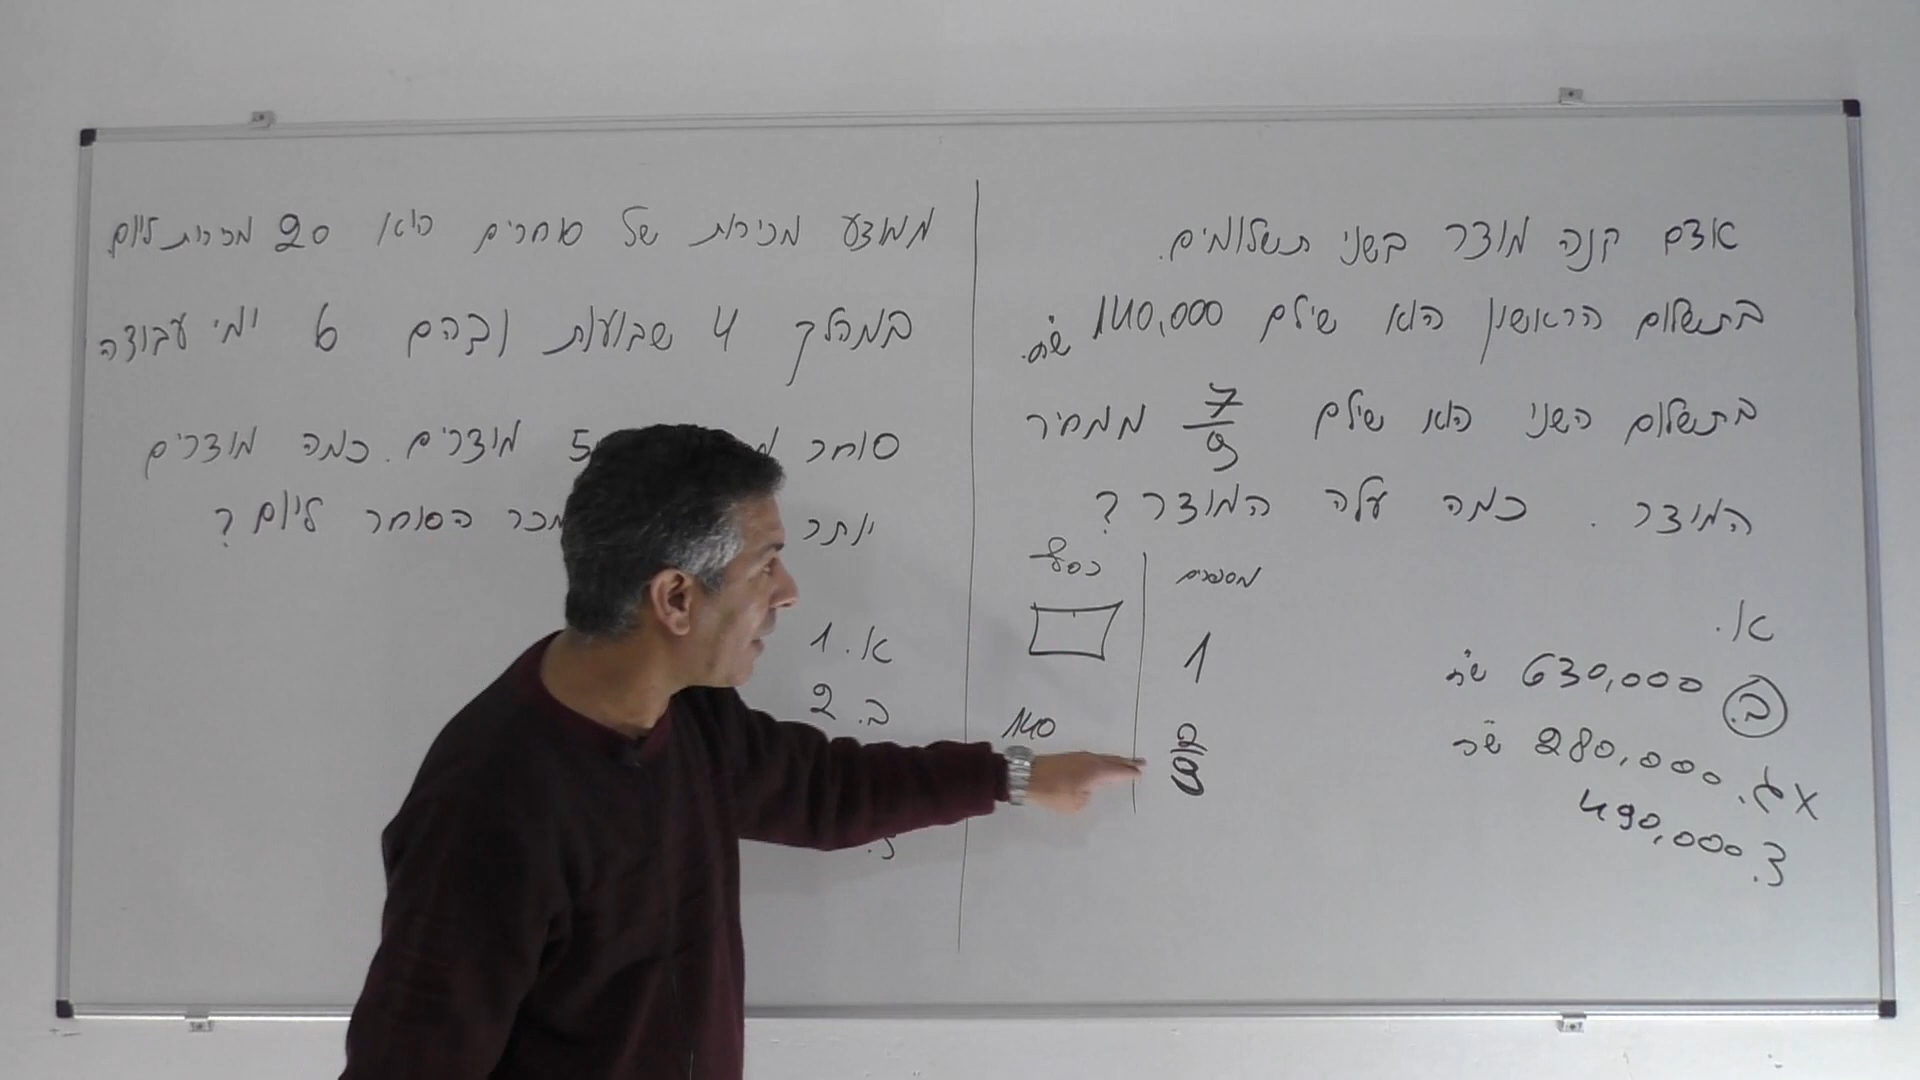 אדם קנה מוצר בשני תשלומים.
בתשלום הראשון הוא שילם 140,000 ש"ח.
בתשלום השני הוא שילם 7/9 ממחיר
המוצר. כמה עלה המוצר?
כסף מספרים
1
140 2/9
א.
ב. 630,000 ש"ח
ג. 280,000 ש"ח X
ד. 490,000
ממוצע מכירות של סוחרים הוא 20 מכירות ליום.
במהלך 4 שבועות ובהם 6 ימי עבודה
סוחר 5 מוצרים. כמה מוצרים
יותר מכר הסוחר ליום?
א. 1
ב. 2
ד.